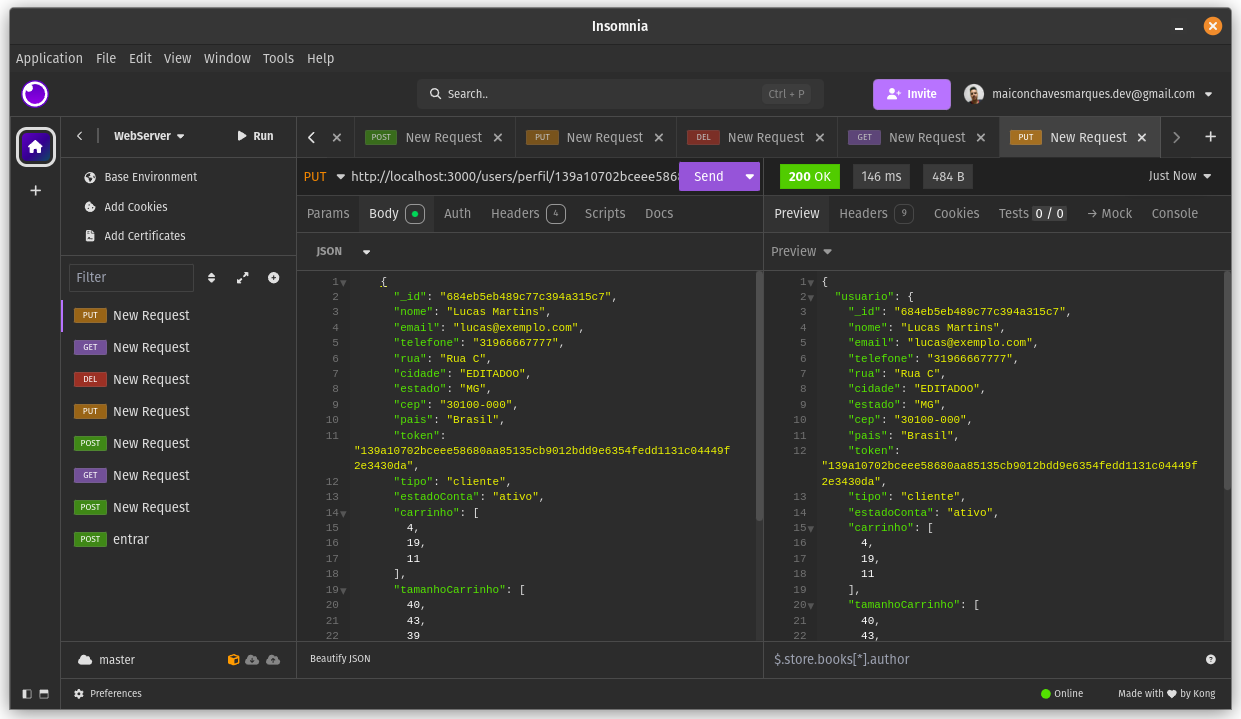 Insomnia
Application File Edit View Window Tools Help
Search.. Ctrl + P
Invite
maiconchavesmarques.dev@gmail.com
WebServer
Run
POST New Request
PUT New Request
DEL New Request
GET New Request
PUT New Request
Base Environment
Add Cookies
Add Certificates
Filter
PUT New Request
GET New Request
DEL New Request
PUT New Request
POST New Request
GET New Request
POST New Request
POST entrar
master
PUT http://localhost:3000/users/perfil/139a10702bceee5868 Send
Params Body Auth Headers 4 Scripts Docs
JSON
1 {
2 "_id": "684eb5eb489c77c394a315c7",
3 "nome": "Lucas Martins",
4 "email": "lucas@exemplo.com",
5 "telefone": "31966667777",
6 "rua": "Rua C",
7 "cidade": "EDITADOO",
8 "estado": "MG",
9 "cep": "30100-000",
10 "pais": "Brasil",
11 "token":
"139a10702bceee58680aa85135cb9012bdd9e6354fedd1131c04449f
2e3430da",
12 "tipo": "cliente",
13 "estadoConta": "ativo",
14 "carrinho": [
15 4,
16 19,
17 11
18 ],
19 "tamanhoCarrinho": [
20 40,
21 43,
22 39
Beautify JSON
200 OK 146 ms 484 B Just Now
Preview Headers 9 Cookies Tests 0 / 0 → Mock Console
Preview
1 {
2 "usuario": {
3 "_id": "684eb5eb489c77c394a315c7",
4 "nome": "Lucas Martins",
5 "email": "lucas@exemplo.com",
6 "telefone": "31966667777",
7 "rua": "Rua C",
8 "cidade": "EDITADOO",
9 "estado": "MG",
10 "cep": "30100-000",
11 "pais": "Brasil",
12 "token":
"139a10702bceee58680aa85135cb9012bdd9e6354fedd1131c04449f
2e3430da",
13 "tipo": "cliente",
14 "estadoConta": "ativo",
15 "carrinho": [
16 4,
17 19,
18 11
19 ],
20 "tamanhoCarrinho": [
21 40,
22 43,
$.store.books[*].author
Preferences
Online
Made with ♥ by Kong